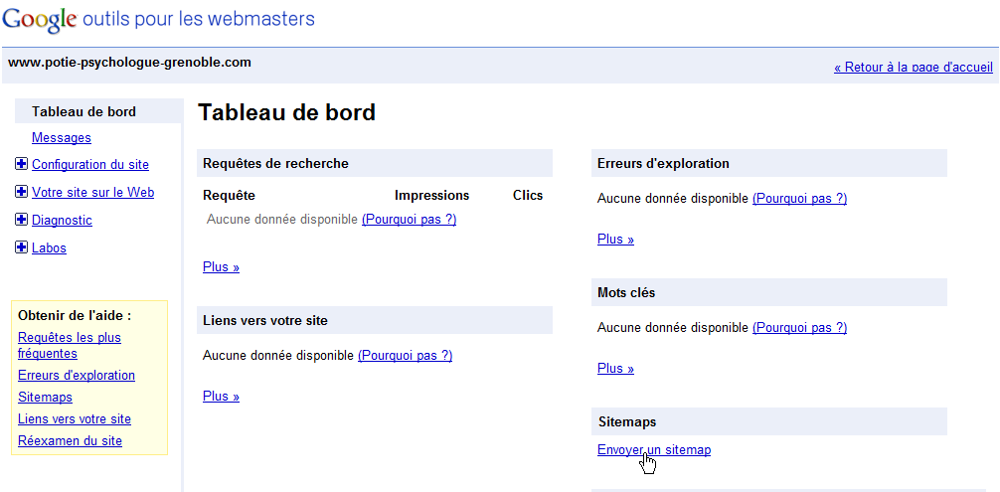 Google outils pour les webmasters
www.potie-psychologue-grenoble.com
« Retour à la page d'accueil
Tableau de bord
Messages
Configuration du site
Votre site sur le Web
Diagnostic
Labos
Obtenir de l'aide :
Requêtes les plus
fréquentes
Erreurs d'exploration
Sitemaps
Liens vers votre site
Réexamen du site
Tableau de bord
Requêtes de recherche
Requête Impressions Clics
Aucune donnée disponible (Pourquoi pas ?)
Plus »
Liens vers votre site
Aucune donnée disponible (Pourquoi pas ?)
Plus »
Erreurs d'exploration
Aucune donnée disponible (Pourquoi pas ?)
Plus »
Mots clés
Aucune donnée disponible (Pourquoi pas ?)
Plus »
Sitemaps
Envoyer un sitemap